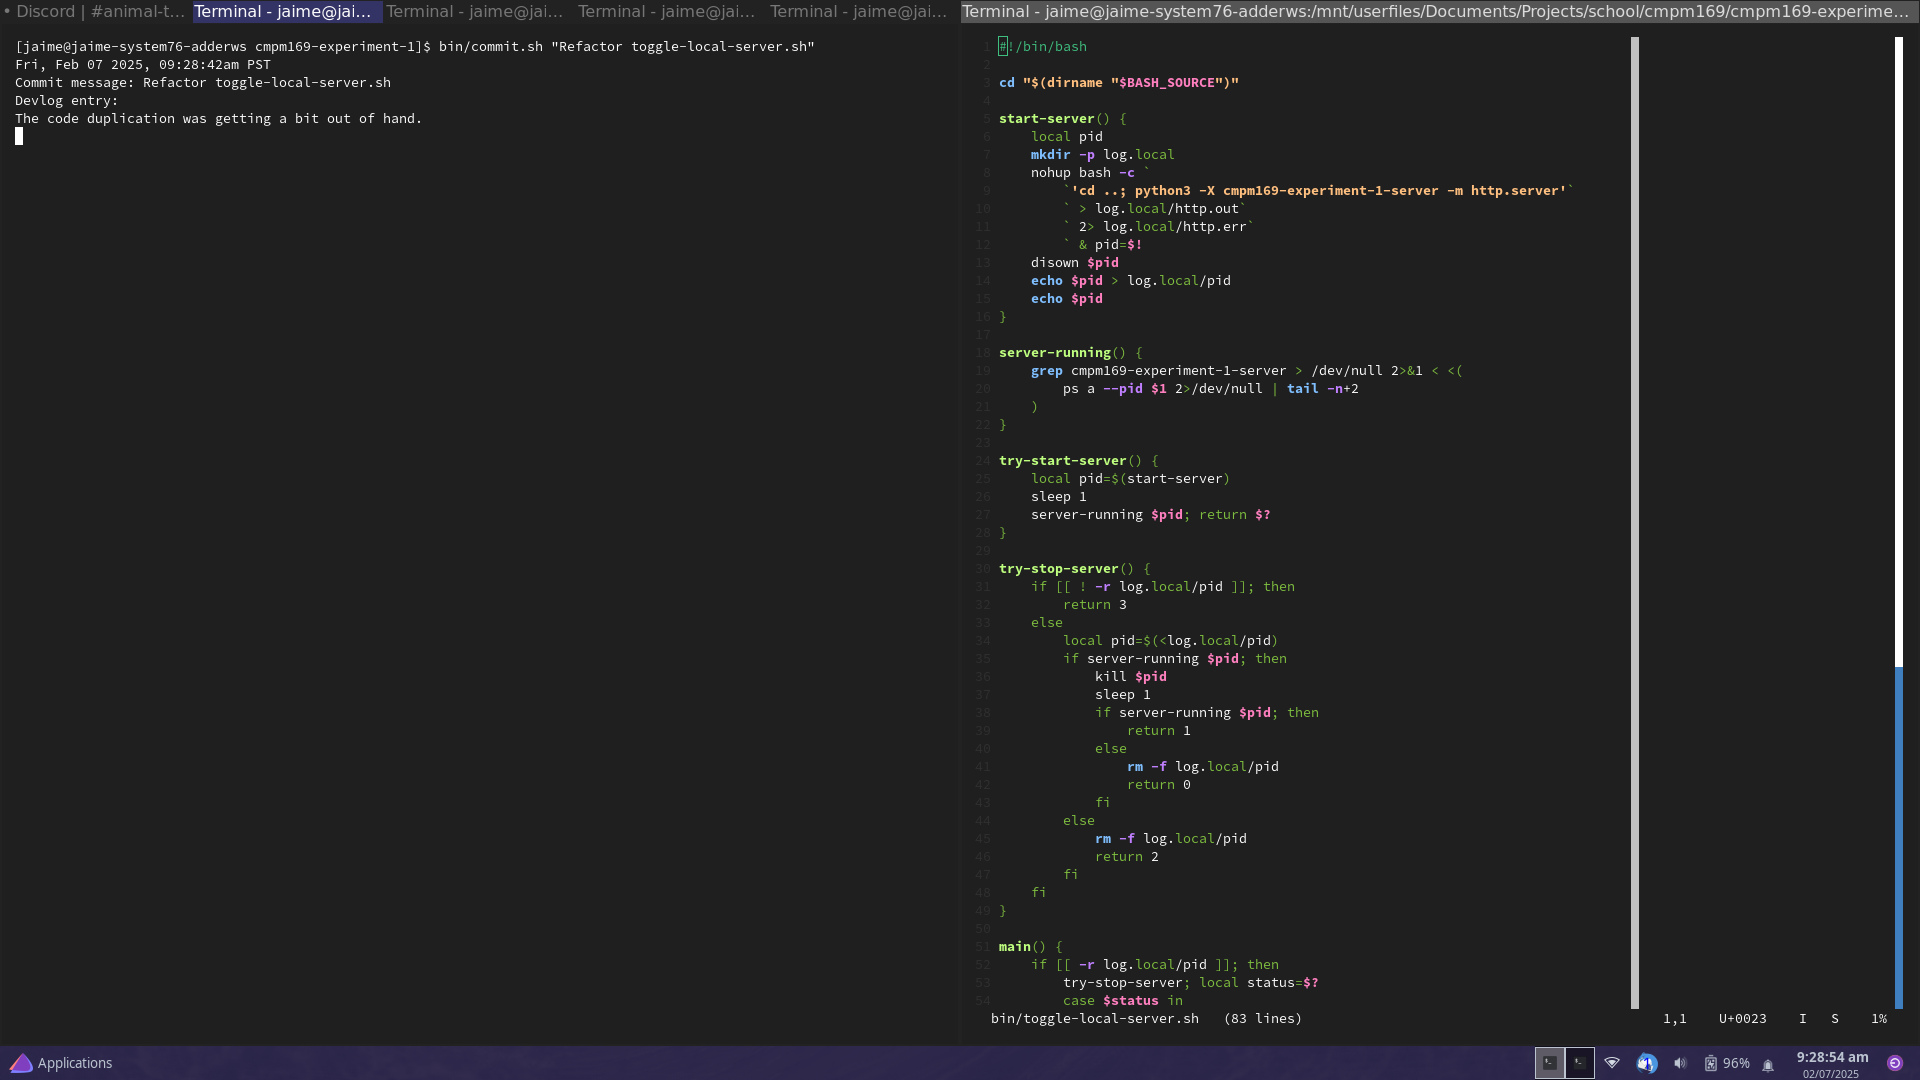 • Discord | #animal-t...
Terminal - jaime@jai...
Terminal - jaime@jai...
Terminal - jaime@jai...
Terminal - jaime@jai...
Terminal - jaime@jaime-system76-adderws:/mnt/userfiles/Documents/Projects/school/cmpm169/cmpm169-experime...
[jaime@jaime-system76-adderws cmpm169-experiment-1]$ bin/commit.sh "Refactor toggle-local-server.sh"
Fri, Feb 07 2025, 09:28:42am PST
Commit message: Refactor toggle-local-server.sh
Devlog entry:
The code duplication was getting a bit out of hand.
1 #!/bin/bash
2
3 cd "$(dirname "$BASH_SOURCE")"
4
5 start-server() {
6     local pid
7     mkdir -p log.local
8     nohup bash -c `
9         `'cd ..; python3 -X cmpm169-experiment-1-server -m http.server'`
10         ` > log.local/http.out`
11         ` 2> log.local/http.err`
12         ` & pid=$!
13     disown $pid
14     echo $pid > log.local/pid
15     echo $pid
16 }
17
18 server-running() {
19     grep cmpm169-experiment-1-server > /dev/null 2>&1 < <(
20         ps a --pid $1 2>/dev/null | tail -n+2
21     )
22 }
23
24 try-start-server() {
25     local pid=$(start-server)
26     sleep 1
27     server-running $pid; return $?
28 }
29
30 try-stop-server() {
31     if [[ ! -r log.local/pid ]]; then
32         return 3
33     else
34         local pid=$(<log.local/pid)
35         if server-running $pid; then
36             kill $pid
37             sleep 1
38             if server-running $pid; then
39                 return 1
40             else
41                 rm -f log.local/pid
42                 return 0
43             fi
44         else
45             rm -f log.local/pid
46             return 2
47         fi
48     fi
49 }
50
51 main() {
52     if [[ -r log.local/pid ]]; then
53         try-stop-server; local status=$?
54         case $status in
bin/toggle-local-server.sh   (83 lines)   1,1   U+0023   I   S   1%
Applications
96%
9:28:54 am
02/07/2025